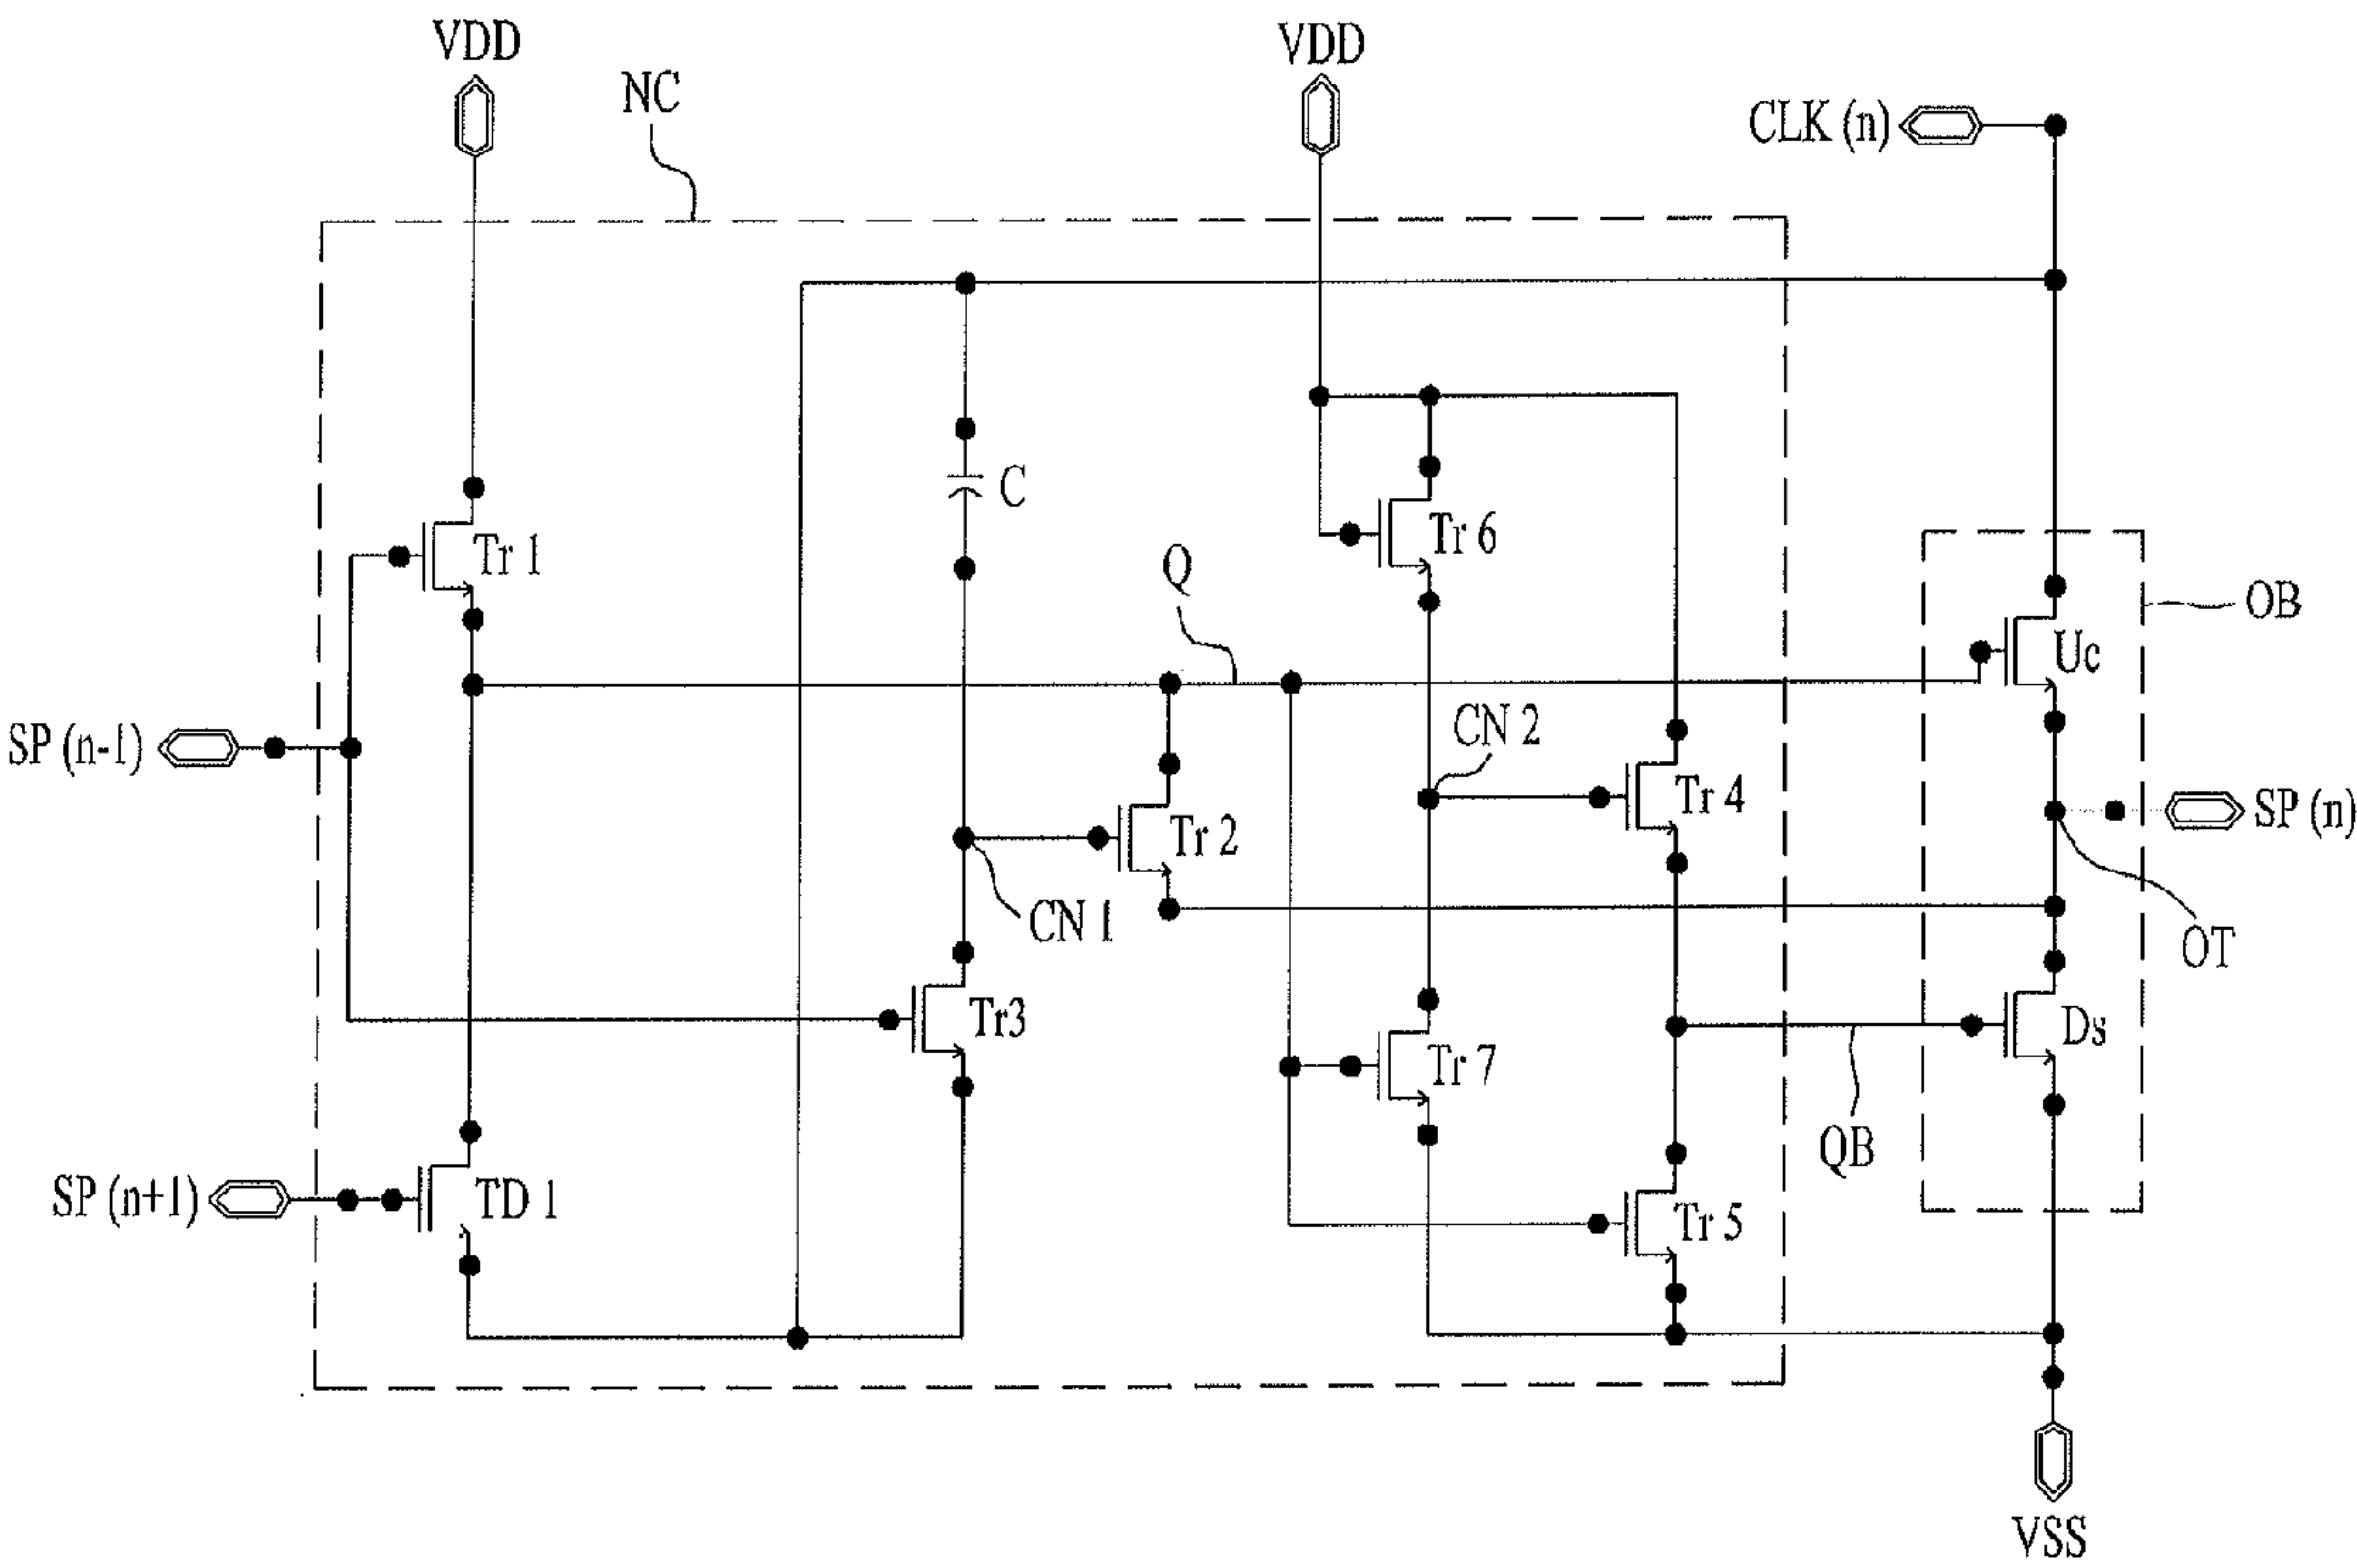 VDD
VDD
NC
CLK (n)
C
Tr 6
Tr 1
Q
OB
Uc
CN 2
SP (n-1)
Tr 4
SP (n)
Tr 2
CN 1
OT
Tr3
Ds
Tr 7
QB
SP (n+1)
TD 1
Tr 5
VSS